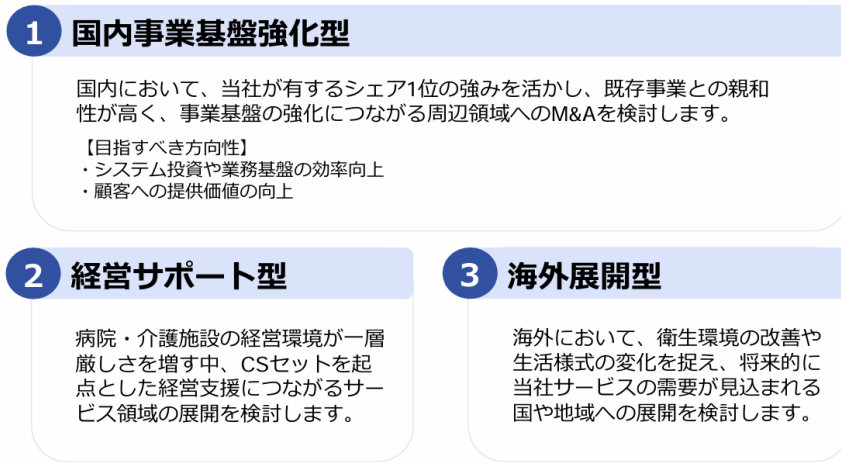 1 国内事業基盤強化型
国内において、当社が有するシェア1位の強みを活かし、既存事業との親和
性が高く、事業基盤の強化につながる周辺領域へのM&Aを検討します。
【目指すべき方向性】
・システム投資や業務基盤の効率向上
・顧客への提供価値の向上
2 経営サポート型
病院・介護施設の経営環境が一層
厳しさを増す中、CSセットを起
点とした経営支援につながるサー
ビス領域の展開を検討します。
3 海外展開型
海外において、衛生環境の改善や
生活様式の変化を捉え、将来的に
当社サービスの需要が見込まれる
国や地域への展開を検討します。